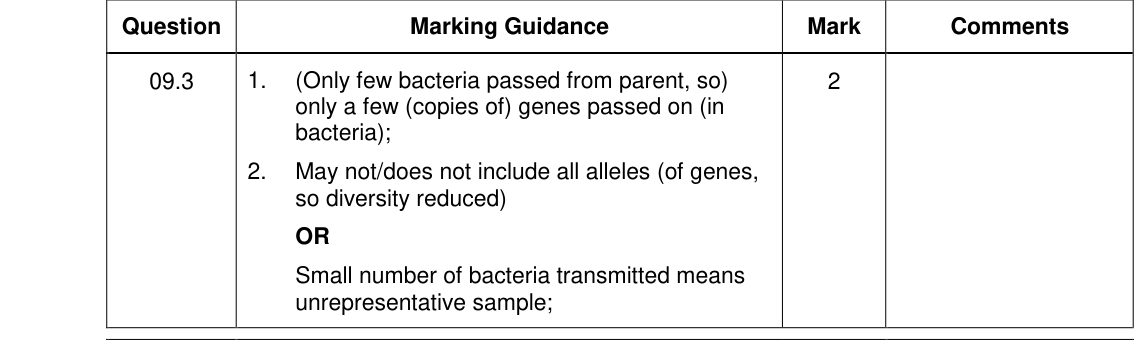 Question Marking Guidance Mark Comments
09.3 1. (Only few bacteria passed from parent, so) 2
only a few (copies of) genes passed on (in
bacteria);
2. May not/does not include all alleles (of genes,
so diversity reduced)
OR
Small number of bacteria transmitted means
unrepresentative sample;